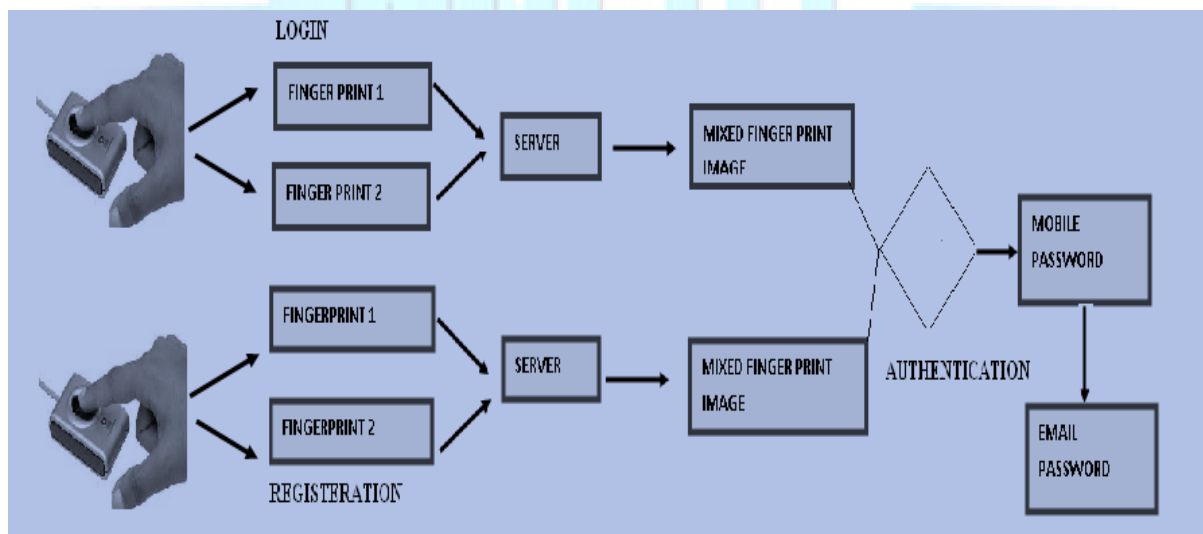 LOGIN
FINGER PRINT 1
FINGER PRINT 2
SERVER
MIXED FINGER PRINT
IMAGE
MOBILE
PASSWORD
FINGERPRINT 1
FINGERPRINT 2
SERVER
MIXED FINGER PRINT
IMAGE
AUTHENTICATION
EMAIL
PASSWORD
REGISTERATION